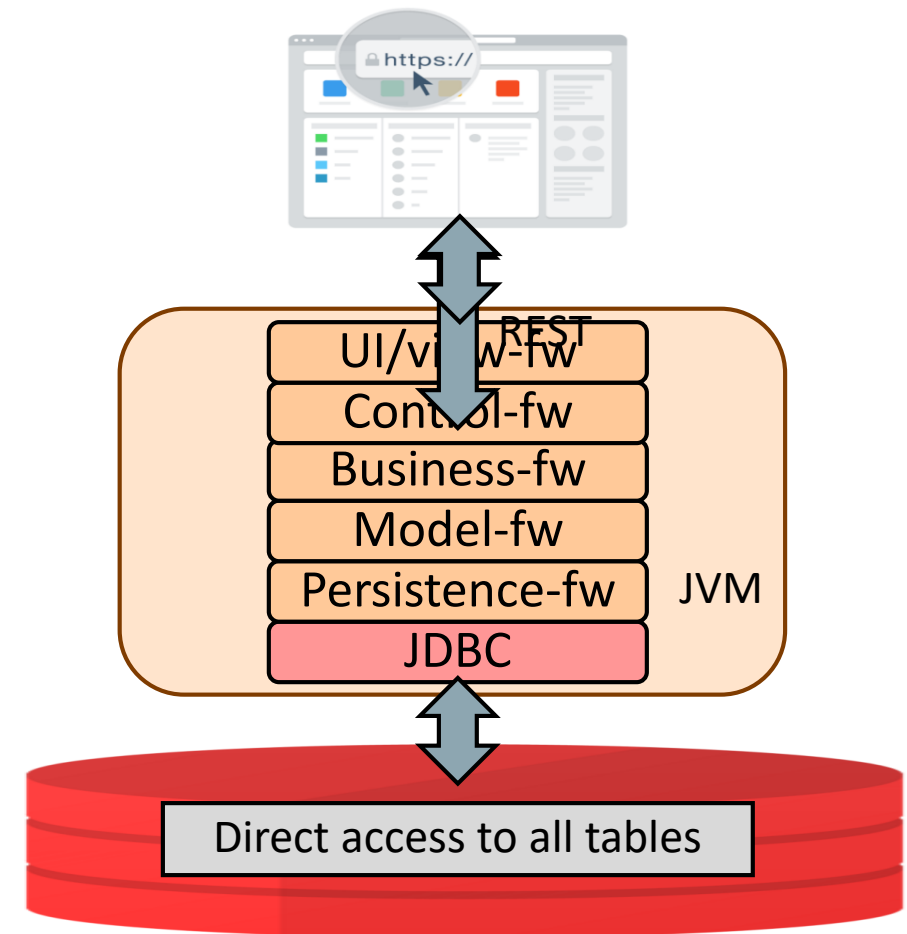 https://
REST
UI/view-fw
Control-fw
Business-fw
Model-fw
Persistence-fw
JVM
JDBC
Direct access to all tables